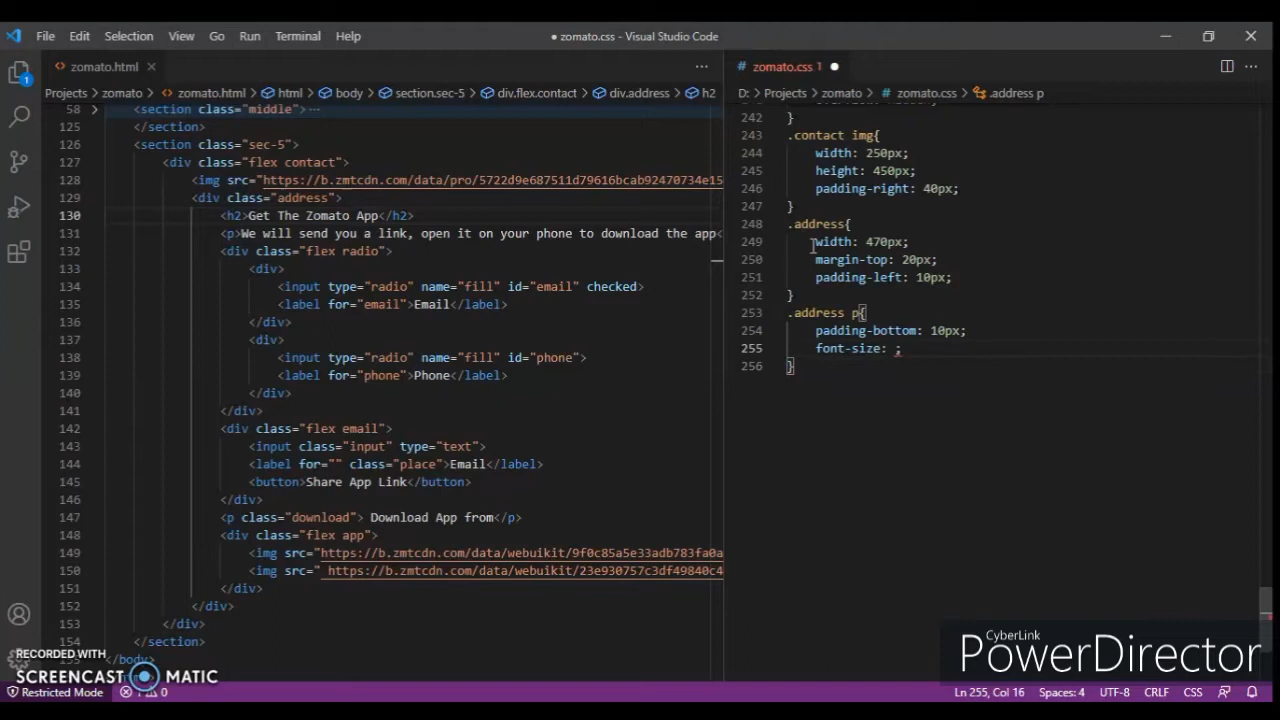 File Edit Selection View Go Run Terminal Help
● zomato.css - Visual Studio Code
zomato.html
Projects > zomato > zomato.html > html > body > section.sec-5 > div.flex.contact > div.address > h2
58 <section class="middle">
125 </section>
126 <section class="sec-5">
127 <div class="flex contact">
128 <img src="https://b.zmtcdn.com/data/pro/5722d9e687511d79616bcab92470734e15
129 <div class="address">
130 <h2>Get The Zomato App</h2>
131 <p>We will send you a link, open it on your phone to download the app<
132 <div class="flex radio">
133 <div>
134 <input type="radio" name="fill" id="email" checked>
135 <label for="email">Email</label>
136 </div>
137 <div>
138 <input type="radio" name="fill" id="phone">
139 <label for="phone">Phone</label>
140 </div>
141 </div>
142 <div class="flex email">
143 <input class="input" type="text">
144 <label for="" class="place">Email</label>
145 <button>Share App Link</button>
146 </div>
147 <p class="download"> Download App from</p>
148 <div class="flex app">
149 <img src="https://b.zmtcdn.com/data/webuikit/9f0c85a5e33adb783fa0a
150 <img src=" https://b.zmtcdn.com/data/webuikit/23e930757c3df49840c4
151 </div>
152 </div>
153 </div>
154 </section>
</body>
zomato.css 1 ●
D: > Projects > zomato > zomato.css > .address p
242 }
243 .contact img{
244 width: 250px;
245 height: 450px;
246 padding-right: 40px;
247 }
248 .address{
249 width: 470px;
250 margin-top: 20px;
251 padding-left: 10px;
252 }
253 .address p{
254 padding-bottom: 10px;
255 font-size: ;
256 }
1
RECORDED WITH
SCREENCAST MATIC
CyberLink
PowerDirector
Restricted Mode
Ln 255, Col 16 Spaces: 4 UTF-8 CRLF CSS